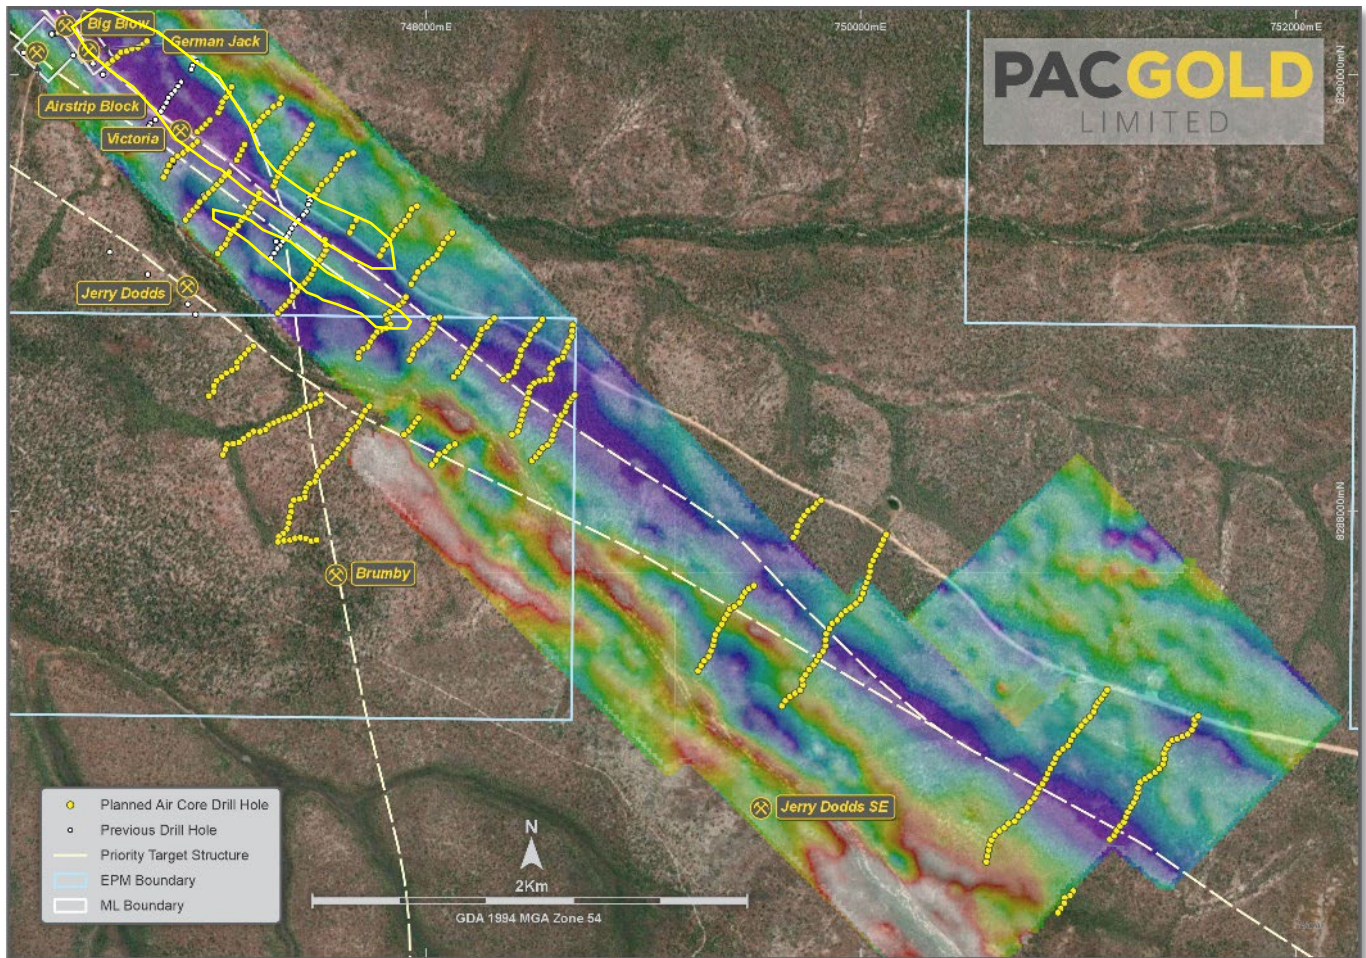 748000mE
750000mE
752000mE
Big Blow
German Jack
PACGOLD
LIMITED
8290000mN
Airstrip Block
Victoria
Jerry Dodds
8288000mN
Brumby
Jerry Dodds SE
Planned Air Core Drill Hole
Previous Drill Hole
Priority Target Structure
EPM Boundary
ML Boundary
N
2Km
GDA 1994 MGA Zone 54